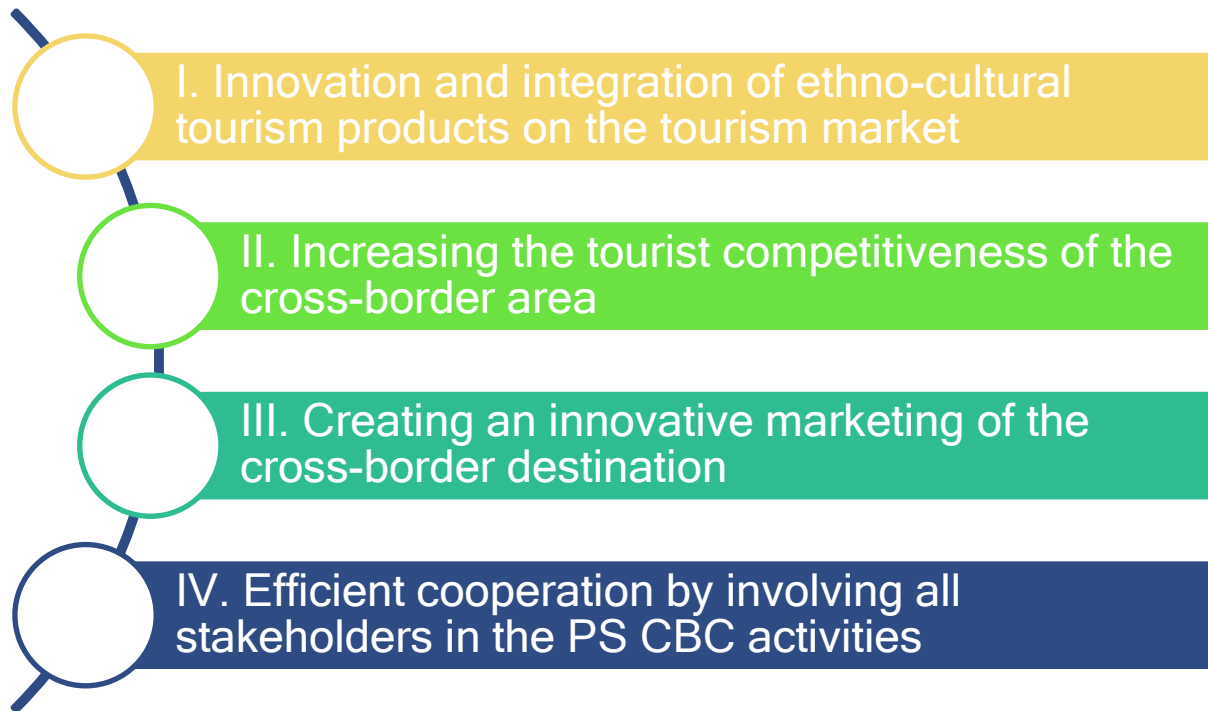 I. Innovation and integration of ethno-cultural
tourism products on the tourism market
II. Increasing the tourist competitiveness of the
cross-border area
III. Creating an innovative marketing of the
cross-border destination
IV. Efficient cooperation by involving all
stakeholders in the PS CBC activities